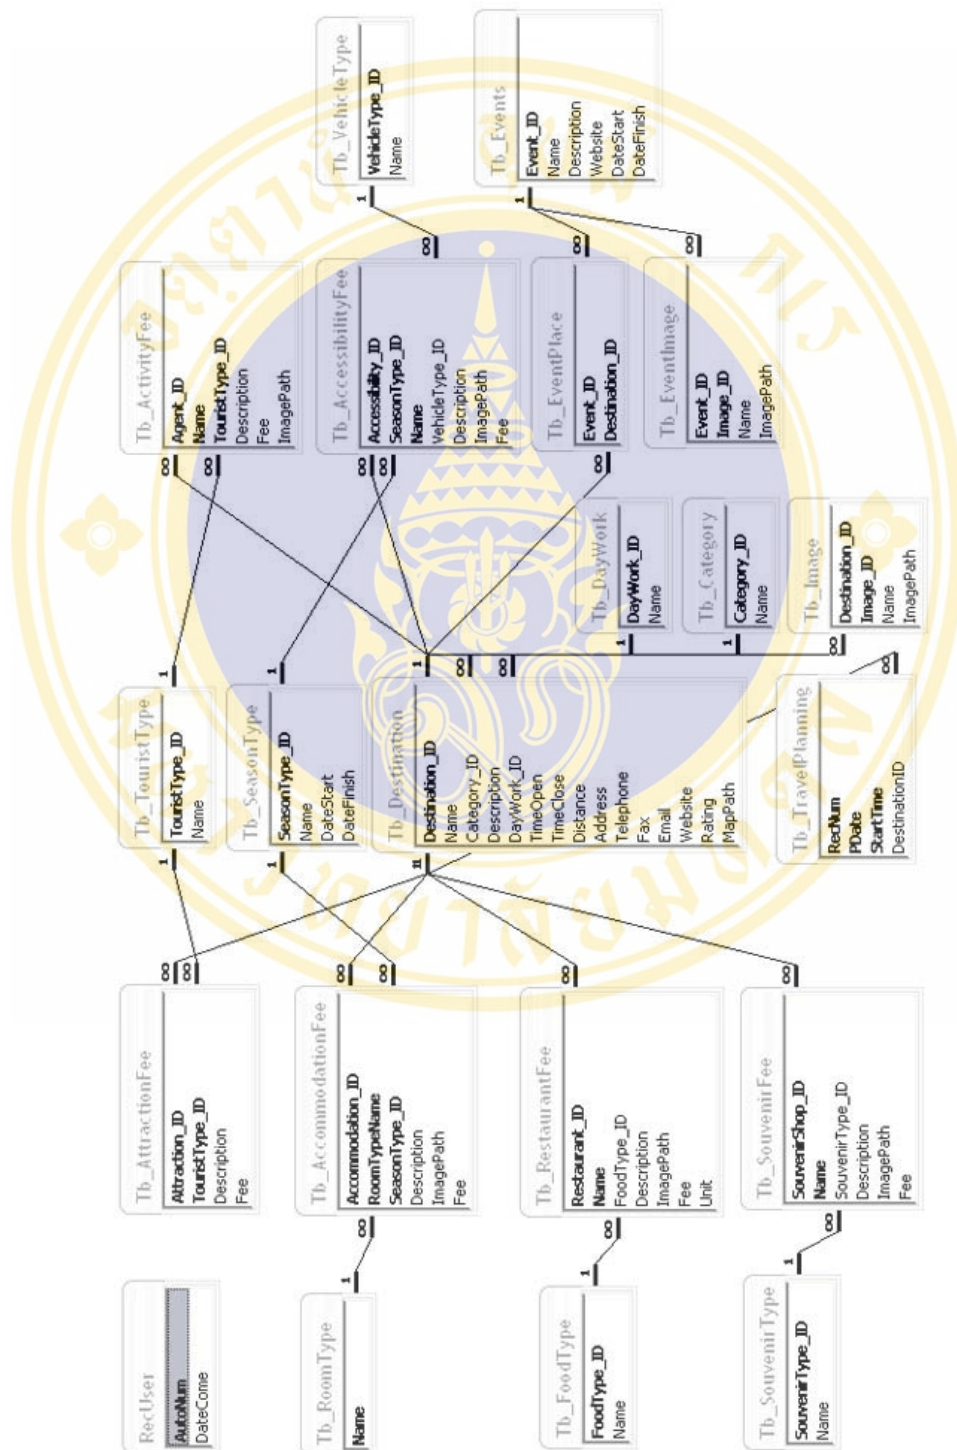 RecUser
AutoNum
DateCome
Tb_AttractionFee
Attraction_ID
TouristType_ID
Description
Fee
Tb_TouristType
TouristType_ID
Name
Tb_ActivityFee
Agent_ID
Name
TouristType_ID
Description
Fee
ImagePath
Tb_RoomType
Name
Tb_AccommodationFee
Accommodation_ID
RoomTypeName
SeasonType_ID
Description
ImagePath
Fee
Tb_SeasonType
SeasonType_ID
Name
DateStart
DateFinish
Tb_AccessibilityFee
Accessibility_ID
SeasonType_ID
Name
VehicleType_ID
Description
ImagePath
Fee
Tb_VehicleType
VehicleType_ID
Name
Tb_Destination
Destination_ID
Name
Category_ID
Description
DayWork_ID
TimeOpen
TimeClose
Distance
Address
Telephone
Fax
Email
Website
Rating
MapPath
Tb_Events
Event_ID
Name
Description
Website
DateStart
DateFinish
Tb_EventPlace
Event_ID
Destination_ID
Tb_FoodType
FoodType_ID
Name
Tb_RestaurantFee
Restaurant_ID
Name
FoodType_ID
Description
ImagePath
Fee
Unit
Tb_DayWork
DayWork_ID
Name
Tb_EventImage
Event_ID
Image_ID
Name
ImagePath
Tb_Category
Category_ID
Name
Tb_SouvenirType
SouvenirType_ID
Name
Tb_SouvenirFee
SouvenirShop_ID
Name
SouvenirType_ID
Description
ImagePath
Fee
Tb_TravelPlanning
RecNum
PDate
StartTime
DestinationID
Tb_Image
Destination_ID
Image_ID
Name
ImagePath